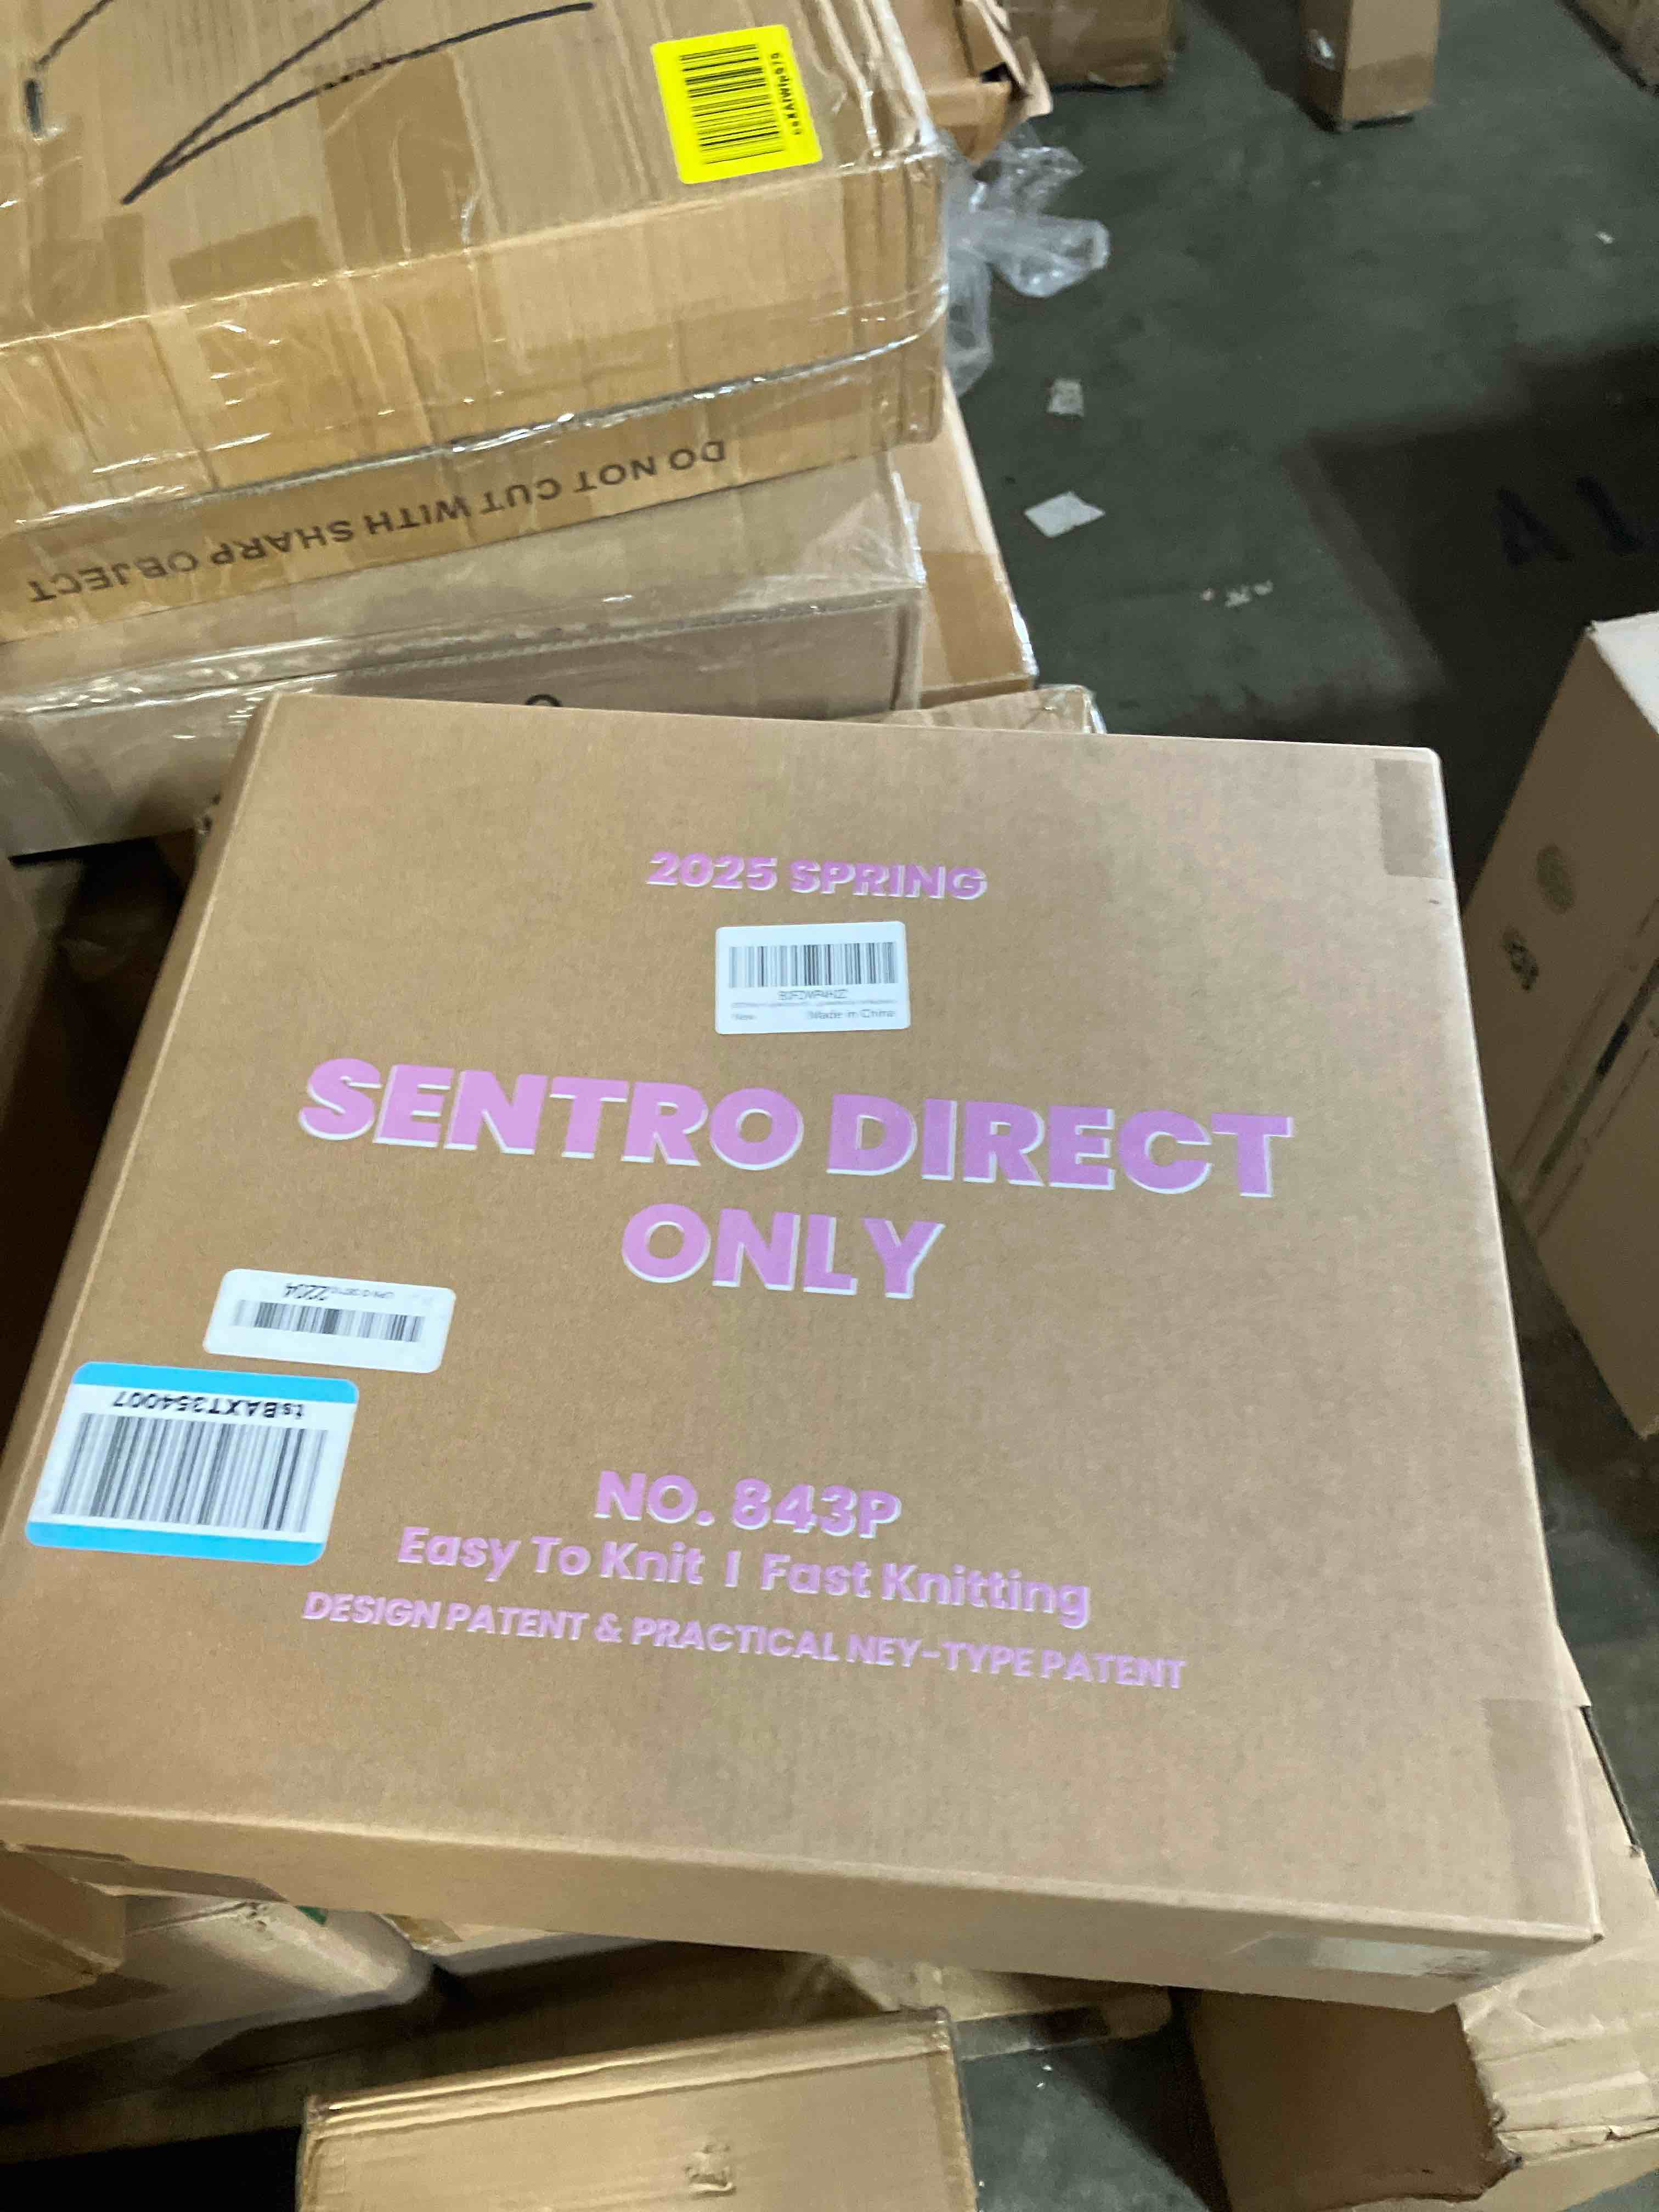 DO NOT CUT WITH SHARP OBJECT
2025 SPRING
Made in China
SENTRO DIRECT
ONLY
tsBAXT354007
NO. 843P
Easy To Knit I Fast Knitting
DESIGN PATENT & PRACTICAL NEY-TYPE PATENT